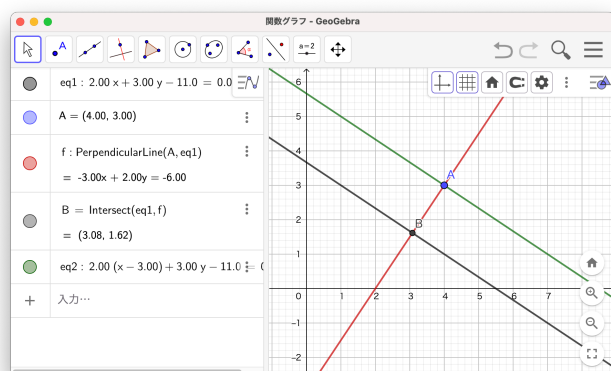 関数グラフ - GeoGebra
A
a=2
eq1 : 2.00 x + 3.00 y − 11.0 = 0.0
A = (4.00, 3.00)
f : PerpendicularLine(A, eq1)
= -3.00x + 2.00y = -6.00
B = Intersect(eq1, f)
= (3.08, 1.62)
eq2 : 2.00 (x − 3.00) + 3.00 y − 11.0 = 0
+ 入力…
6
5
4
3
2
1
0
−1
−2
0 1 2 3 4 5 6 7 8
A
B